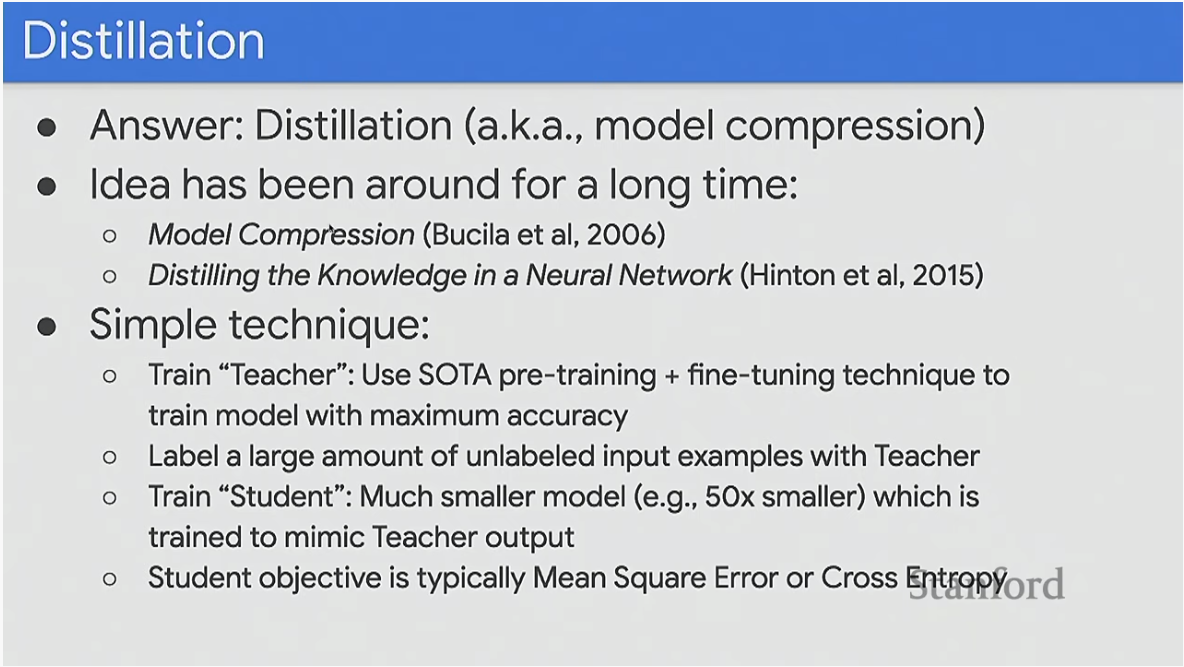 Distillation
● Answer: Distillation (a.k.a., model compression)
● Idea has been around for a long time:
○ Model Compression (Bucila et al, 2006)
○ Distilling the Knowledge in a Neural Network (Hinton et al, 2015)
● Simple technique:
○ Train “Teacher”: Use SOTA pre-training + fine-tuning technique to
train model with maximum accuracy
○ Label a large amount of unlabeled input examples with Teacher
○ Train “Student”: Much smaller model (e.g., 50x smaller) which is
trained to mimic Teacher output
○ Student objective is typically Mean Square Error or Cross Entropy
Stanford